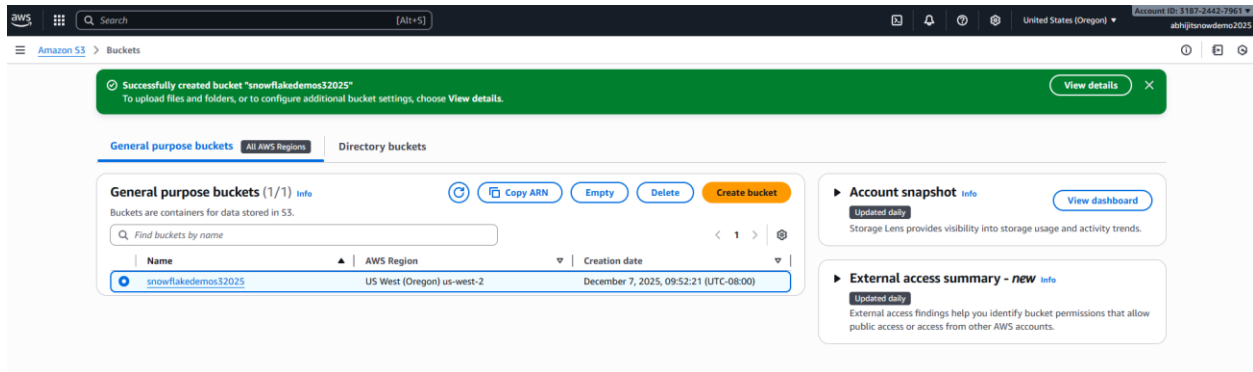 aws
Search
[Alt+S]
United States (Oregon)
Account ID: 3187-2442-7961
abhijitsnowdemo2025
Amazon S3 > Buckets
Successfully created bucket "snowflakedemos32025"
To upload files and folders, or to configure additional bucket settings, choose View details.
View details
General purpose buckets All AWS Regions
Directory buckets
General purpose buckets (1/1) Info
Copy ARN
Empty
Delete
Create bucket
Buckets are containers for data stored in S3.
Find buckets by name
1
Name
AWS Region
Creation date
snowflakedemos32025
US West (Oregon) us-west-2
December 7, 2025, 09:52:21 (UTC-08:00)
Account snapshot Info
Updated daily
View dashboard
Storage Lens provides visibility into storage usage and activity trends.
External access summary - new Info
Updated daily
External access findings help you identify bucket permissions that allow
public access or access from other AWS accounts.